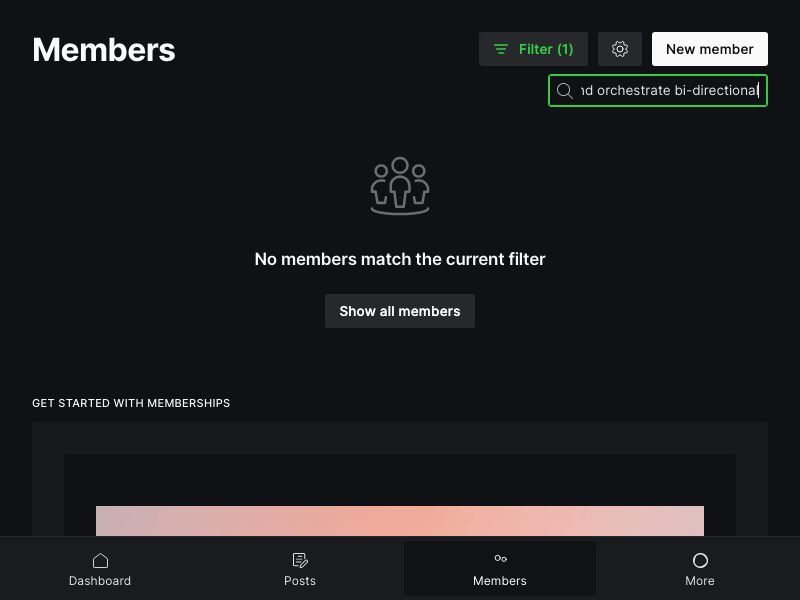 Members
Filter (1)
New member
orchestrate bi-directional
No members match the current filter
Show all members
GET STARTED WITH MEMBERSHIPS
Dashboard
Posts
Members
More